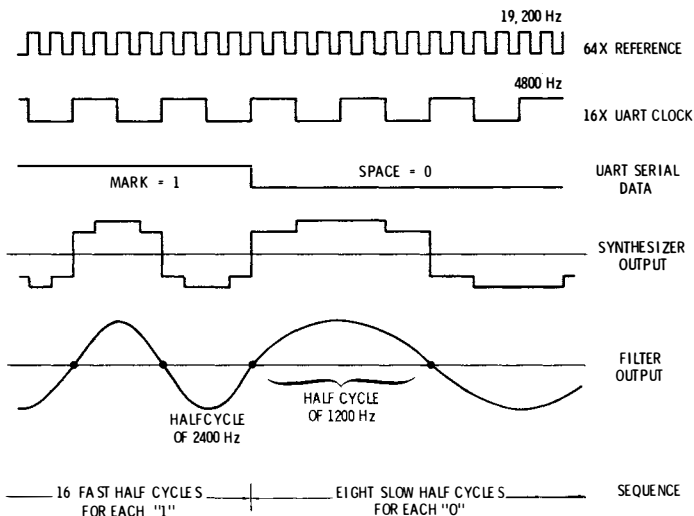 19,200 Hz
64X REFERENCE
4800 Hz
16X UART CLOCK
MARK = 1
SPACE = 0
UART SERIAL
DATA
SYNTHESIZER
OUTPUT
FILTER
OUTPUT
HALF CYCLE
OF 2400 Hz
HALF CYCLE
OF 1200 Hz
16 FAST HALF CYCLES
FOR EACH "1"
EIGHT SLOW HALF CYCLES
FOR EACH "0"
SEQUENCE